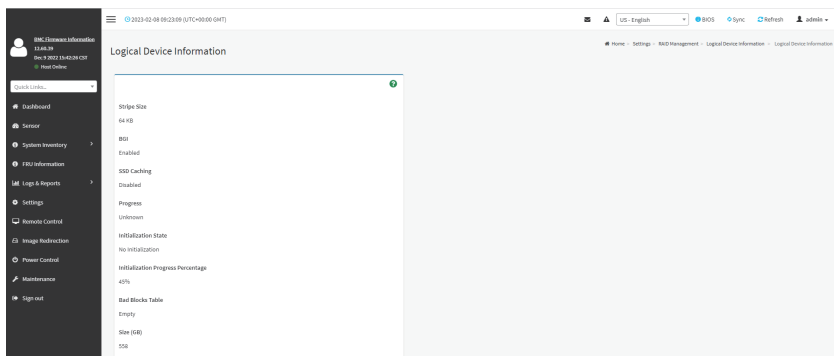 2023-02-08 09:23:09 (UTC+00:00 GMT)
US - English
BIOS
Sync
Refresh
admin
BMC Firmware Information
13.60.39
Dec 9 2022 15:42:26 CST
Host Online
Quick Links...
Dashboard
Sensor
System Inventory
FRU Information
Logs & Reports
Settings
Remote Control
Image Redirection
Power Control
Maintenance
Sign out
Logical Device Information
Home > Settings > RAID Management > Logical Device Information > Logical Device Information
Stripe Size
64 KB
BGI
Enabled
SSD Caching
Disabled
Progress
Unknown
Initialization State
No Initialization
Initialization Progress Percentage
45%
Bad Blocks Table
Empty
Size (GB)
558